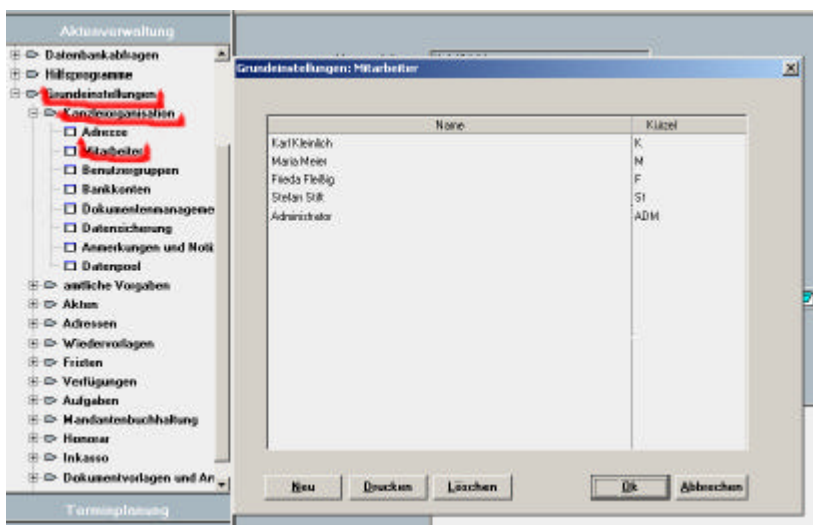 Aktenverwaltung
Datenbankabfragen
Hilfsprogramme
Grundeinstellungen
Kanzleiorganisation
Adresse
Mitarbeiter
Benutzergruppen
Bankkonten
Dokumentenmanageme
Datensicherung
Anmerkungen und Noti
Datenpool
amtliche Vorgaben
Akten
Adressen
Wiedervorlagen
Fristen
Verfügungen
Aufgaben
Mandantenbuchhaltung
Honorar
Inkasso
Dokumentvorlagen und An
Terminplanung
Grundeinstellungen: Mitarbeiter
Name Kürzel
Karl Kleinlich K
Maria Meier M
Frieda Fleißig F
Stefan Stift St
Administrator ADM
Neu Drucken Löschen Ok Abbrechen